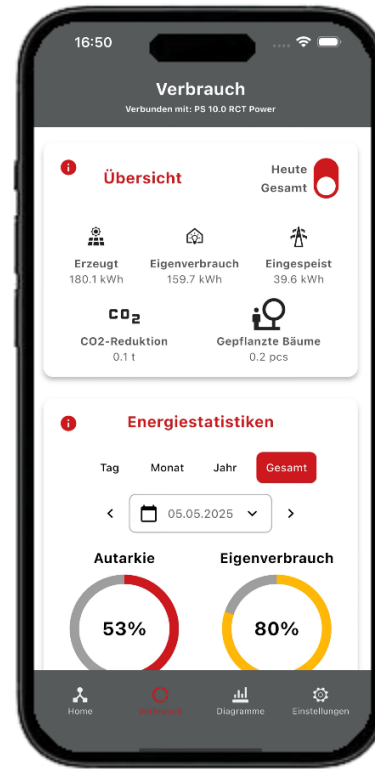 16:50
Verbrauch
Verbunden mit: PS 10.0 RCT Power
Übersicht
Heute
Gesamt
Erzeugt
180.1 kWh
Eigenverbrauch
159.7 kWh
Eingespeist
39.6 kWh
CO2
CO2-Reduktion
0.1 t
Gepflanzte Bäume
0.2 pcs
Energiestatistiken
Tag Monat Jahr Gesamt
05.05.2025
Autarkie Eigenverbrauch
53% 80%
Home Verbrauch Diagramme Einstellungen